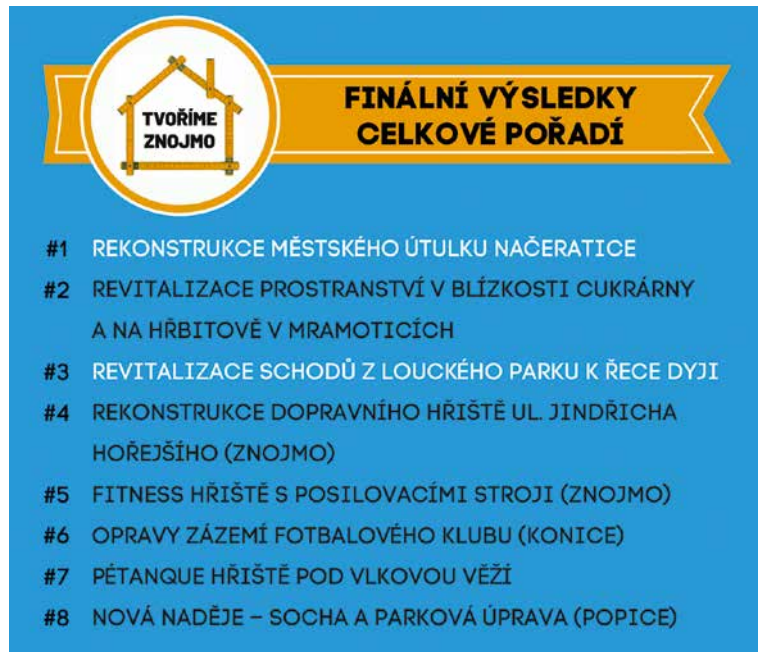 TVOŘÍME
ZNOJMO
FINÁLNÍ VÝSLEDKY
CELKOVÉ POŘADÍ
#1 REKONSTRUKCE MĚSTSKÉHO ÚTULKU NAČERATICE
#2 REVITALIZACE PROSTRANSTVÍ V BLÍZKOSTI CUKRÁRNY
A NA HŘBITOVĚ V MRAMOTICÍCH
#3 REVITALIZACE SCHODŮ Z LOUCKÉHO PARKU K ŘECE DYJI
#4 REKONSTRUKCE DOPRAVNÍHO HŘIŠTĚ UL. JINDŘICHA
HOŘEJŠÍHO (ZNOJMO)
#5 FITNESS HŘIŠTĚ S POSILOVACÍMI STROJI (ZNOJMO)
#6 OPRAVY ZÁZEMÍ FOTBALOVÉHO KLUBU (KONICE)
#7 PÉTANQUE HŘIŠTĚ POD VLKOVOU VĚŽÍ
#8 NOVÁ NADĚJE – SOCHA A PARKOVÁ ÚPRAVA (POPICE)